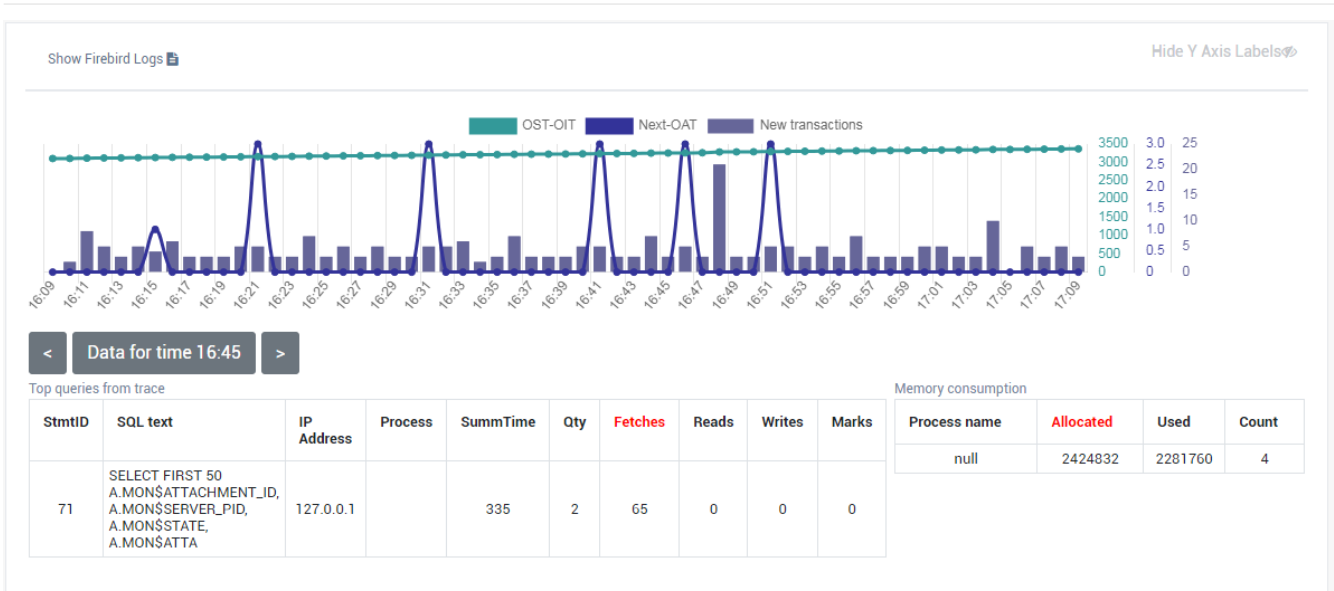 Show Firebird Logs
Hide Y Axis Labels
OST-OIT Next-OAT New transactions
3500 3.0 25
3000 2.5 20
2500 2.0 15
2000 1.5 10
1500 1.0 5
1000 0.5 0
500 0
0
16:09 16:11 16:13 16:15 16:17 16:19 16:21 16:23 16:25 16:27 16:29 16:31 16:33 16:35 16:37 16:39 16:41 16:43 16:45 16:47 16:49 16:51 16:53 16:55 16:57 16:59 17:01 17:03 17:05 17:07 17:09
< Data for time 16:45 >
Top queries from trace
StmtID SQL text IP Address Process SummTime Qty Fetches Reads Writes Marks
71
SELECT FIRST 50
A.MON$ATTACHMENT_ID,
A.MON$SERVER_PID,
A.MON$STATE,
A.MON$ATTA
127.0.0.1 335 2 65 0 0 0
Memory consumption
Process name Allocated Used Count
null 2424832 2281760 4